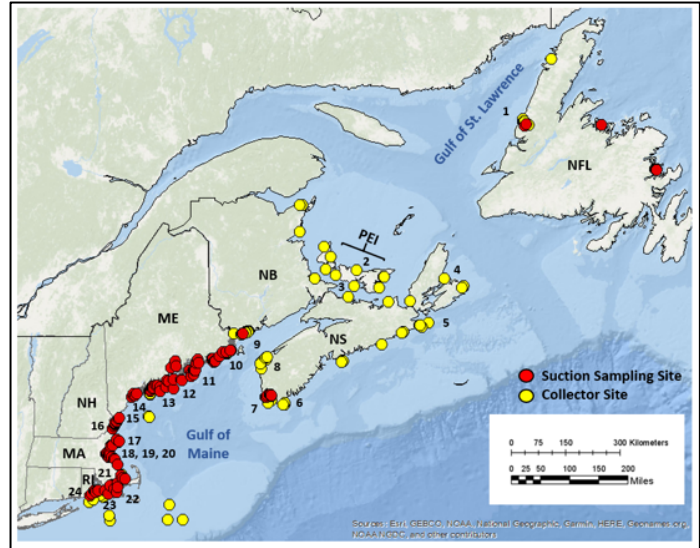 Gulf of St. Lawrence
1
NFL
PEI
2
NB
3
4
ME
5
9
NS
10
8
11
12
13
7
6
NH
14
15
16
Gulf of
Maine
MA
17
18, 19, 20
21
RI
22
24
23
Suction Sampling Site
Collector Site
0 75 150 300 Kilometers
0 25 50 100 150 200
Miles
Sources: Esri, GEBCO, NOAA, National Geographic, Garmin, HERE, Geonames.org,
NOAA NGDC, and other contributors